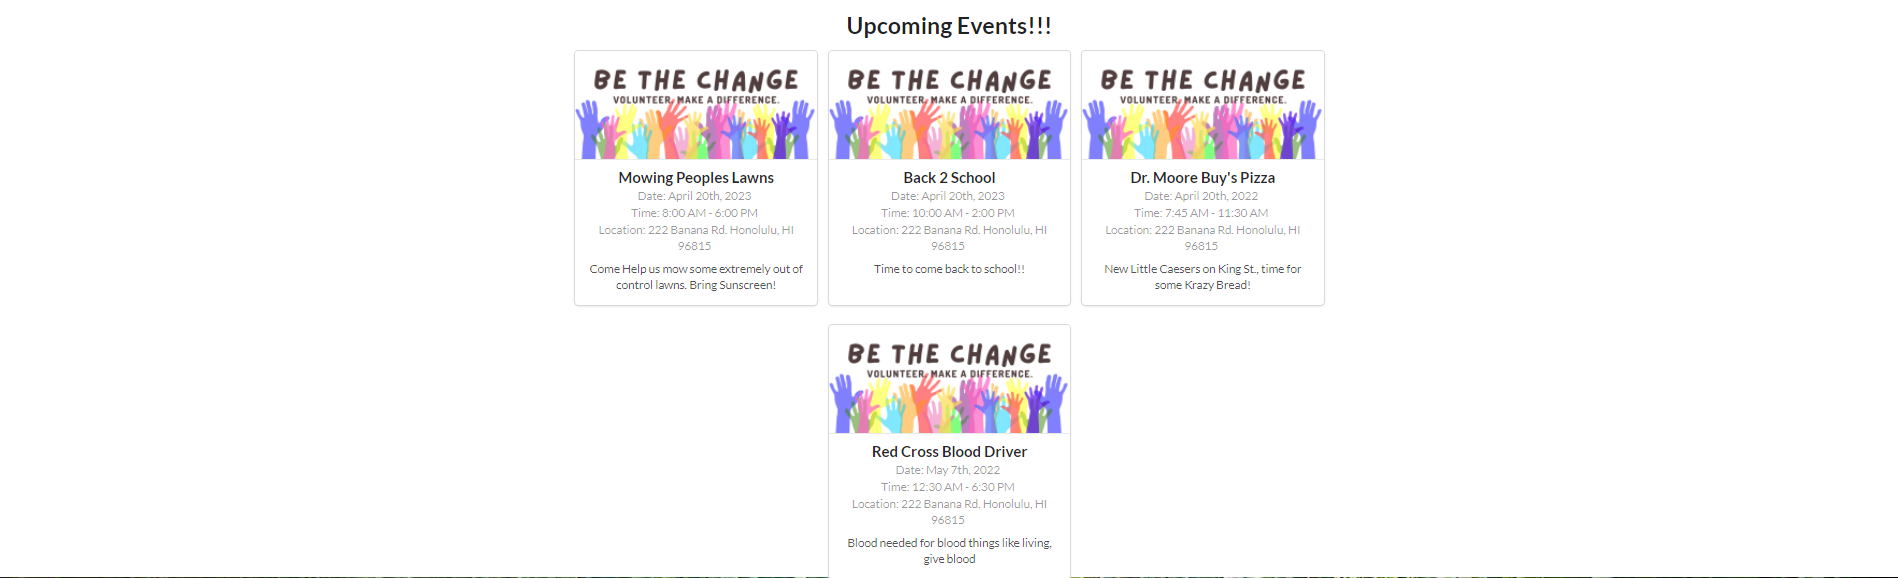 Upcoming Events!!!
BE THE CHANGE
VOLUNTEER. MAKE A DIFFERENCE.
Mowing Peoples Lawns
Date: April 20th, 2023
Time: 8:00 AM - 6:00 PM
Location: 222 Banana Rd. Honolulu, HI
96815
Come Help us mow some extremely out of
control lawns. Bring Sunscreen!
BE THE CHANGE
VOLUNTEER. MAKE A DIFFERENCE.
Back 2 School
Date: April 20th, 2023
Time: 10:00 AM - 2:00 PM
Location: 222 Banana Rd. Honolulu, HI
96815
Time to come back to school!!
BE THE CHANGE
VOLUNTEER. MAKE A DIFFERENCE.
Dr. Moore Buy's Pizza
Date: April 20th, 2022
Time: 7:45 AM - 11:30 AM
Location: 222 Banana Rd. Honolulu, HI
96815
New Little Caesers on King St., time for
some Krazy Bread!
BE THE CHANGE
VOLUNTEER. MAKE A DIFFERENCE.
Red Cross Blood Driver
Date: May 7th, 2022
Time: 12:30 AM - 6:30 PM
Location: 222 Banana Rd. Honolulu, HI
96815
Blood needed for blood things like living,
give blood